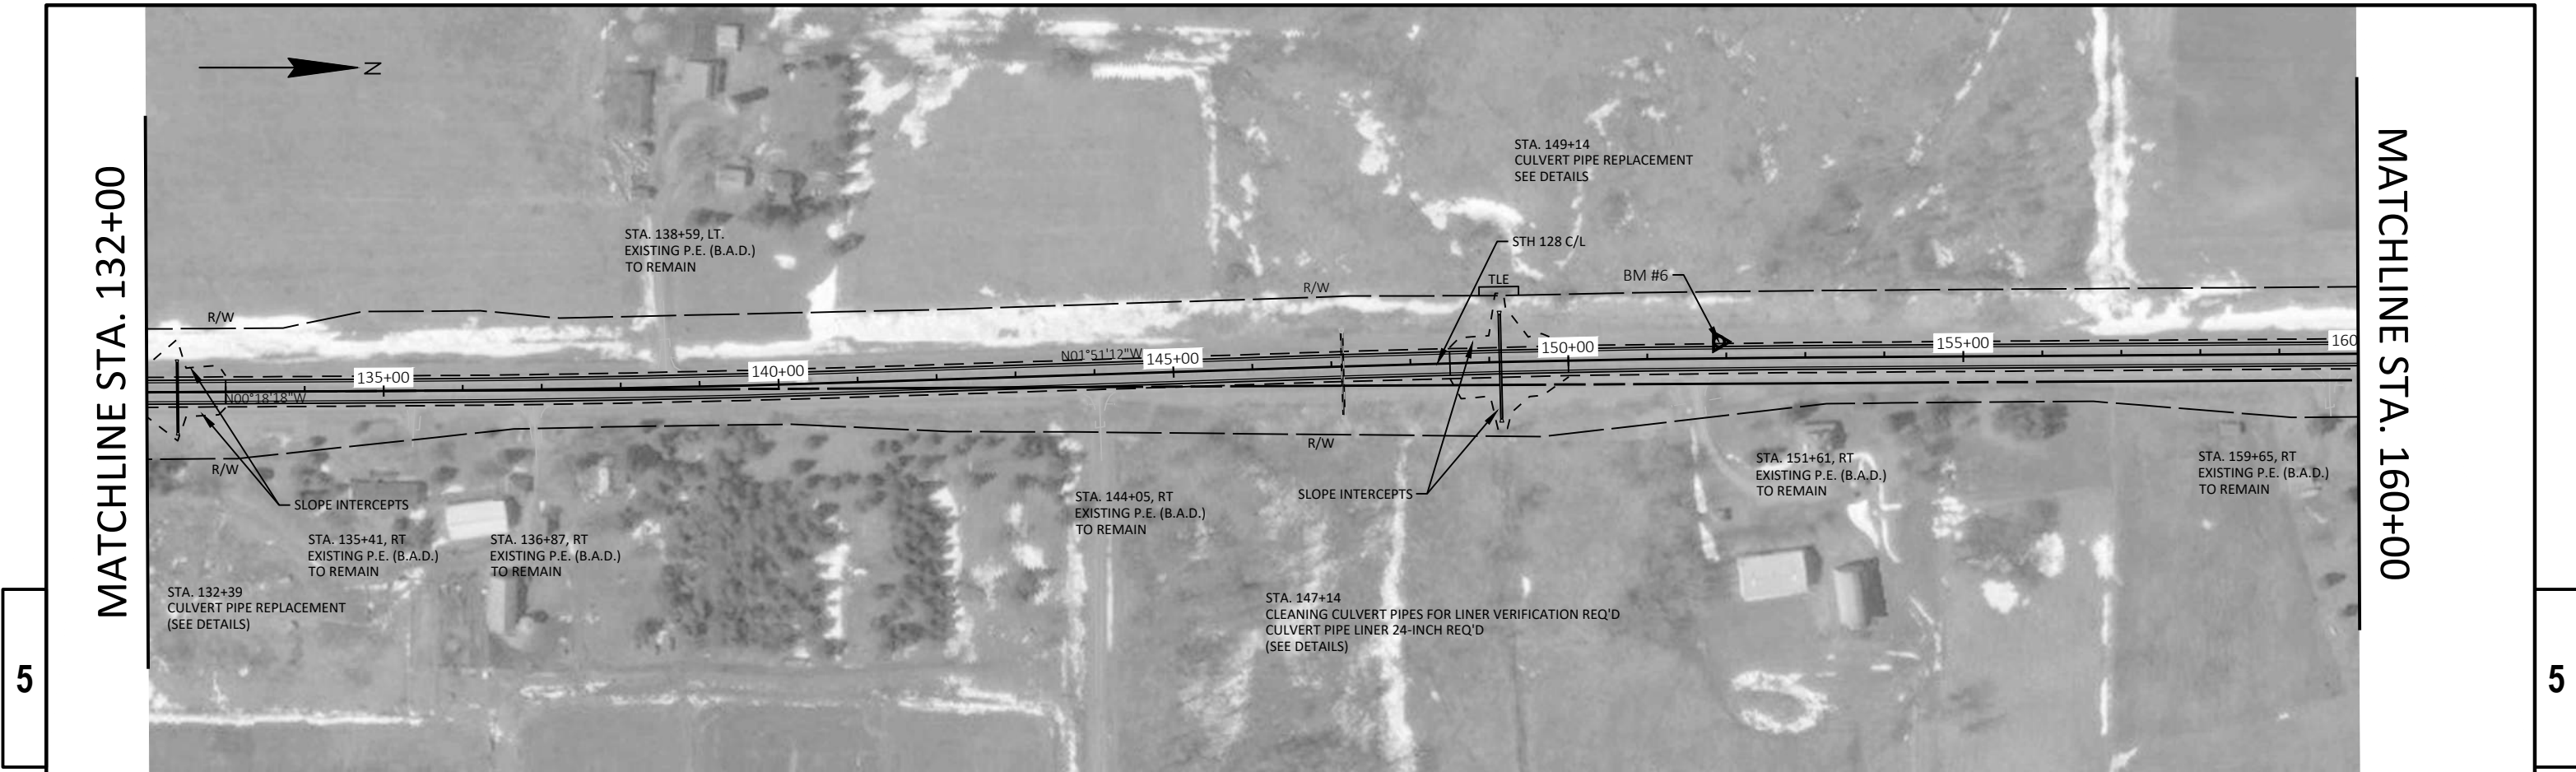 MATCHLINE STA. 132+00
N
STA. 138+59, LT.
EXISTING P.E. (B.A.D.)
TO REMAIN
STA. 149+14
CULVERT PIPE REPLACEMENT
SEE DETAILS
STH 128 C/L
TLE
BM #6
R/W
R/W
N01°51'12"W
135+00
140+00
145+00
150+00
155+00
160
N00°18'18"W
R/W
R/W
SLOPE INTERCEPTS
SLOPE INTERCEPTS
STA. 135+41, RT
EXISTING P.E. (B.A.D.)
TO REMAIN
STA. 136+87, RT
EXISTING P.E. (B.A.D.)
TO REMAIN
STA. 144+05, RT
EXISTING P.E. (B.A.D.)
TO REMAIN
STA. 151+61, RT
EXISTING P.E. (B.A.D.)
TO REMAIN
STA. 159+65, RT
EXISTING P.E. (B.A.D.)
TO REMAIN
STA. 132+39
CULVERT PIPE REPLACEMENT
(SEE DETAILS)
STA. 147+14
CLEANING CULVERT PIPES FOR LINER VERIFICATION REQ'D
CULVERT PIPE LINER 24-INCH REQ'D
(SEE DETAILS)
MATCHLINE STA. 160+00
5
5